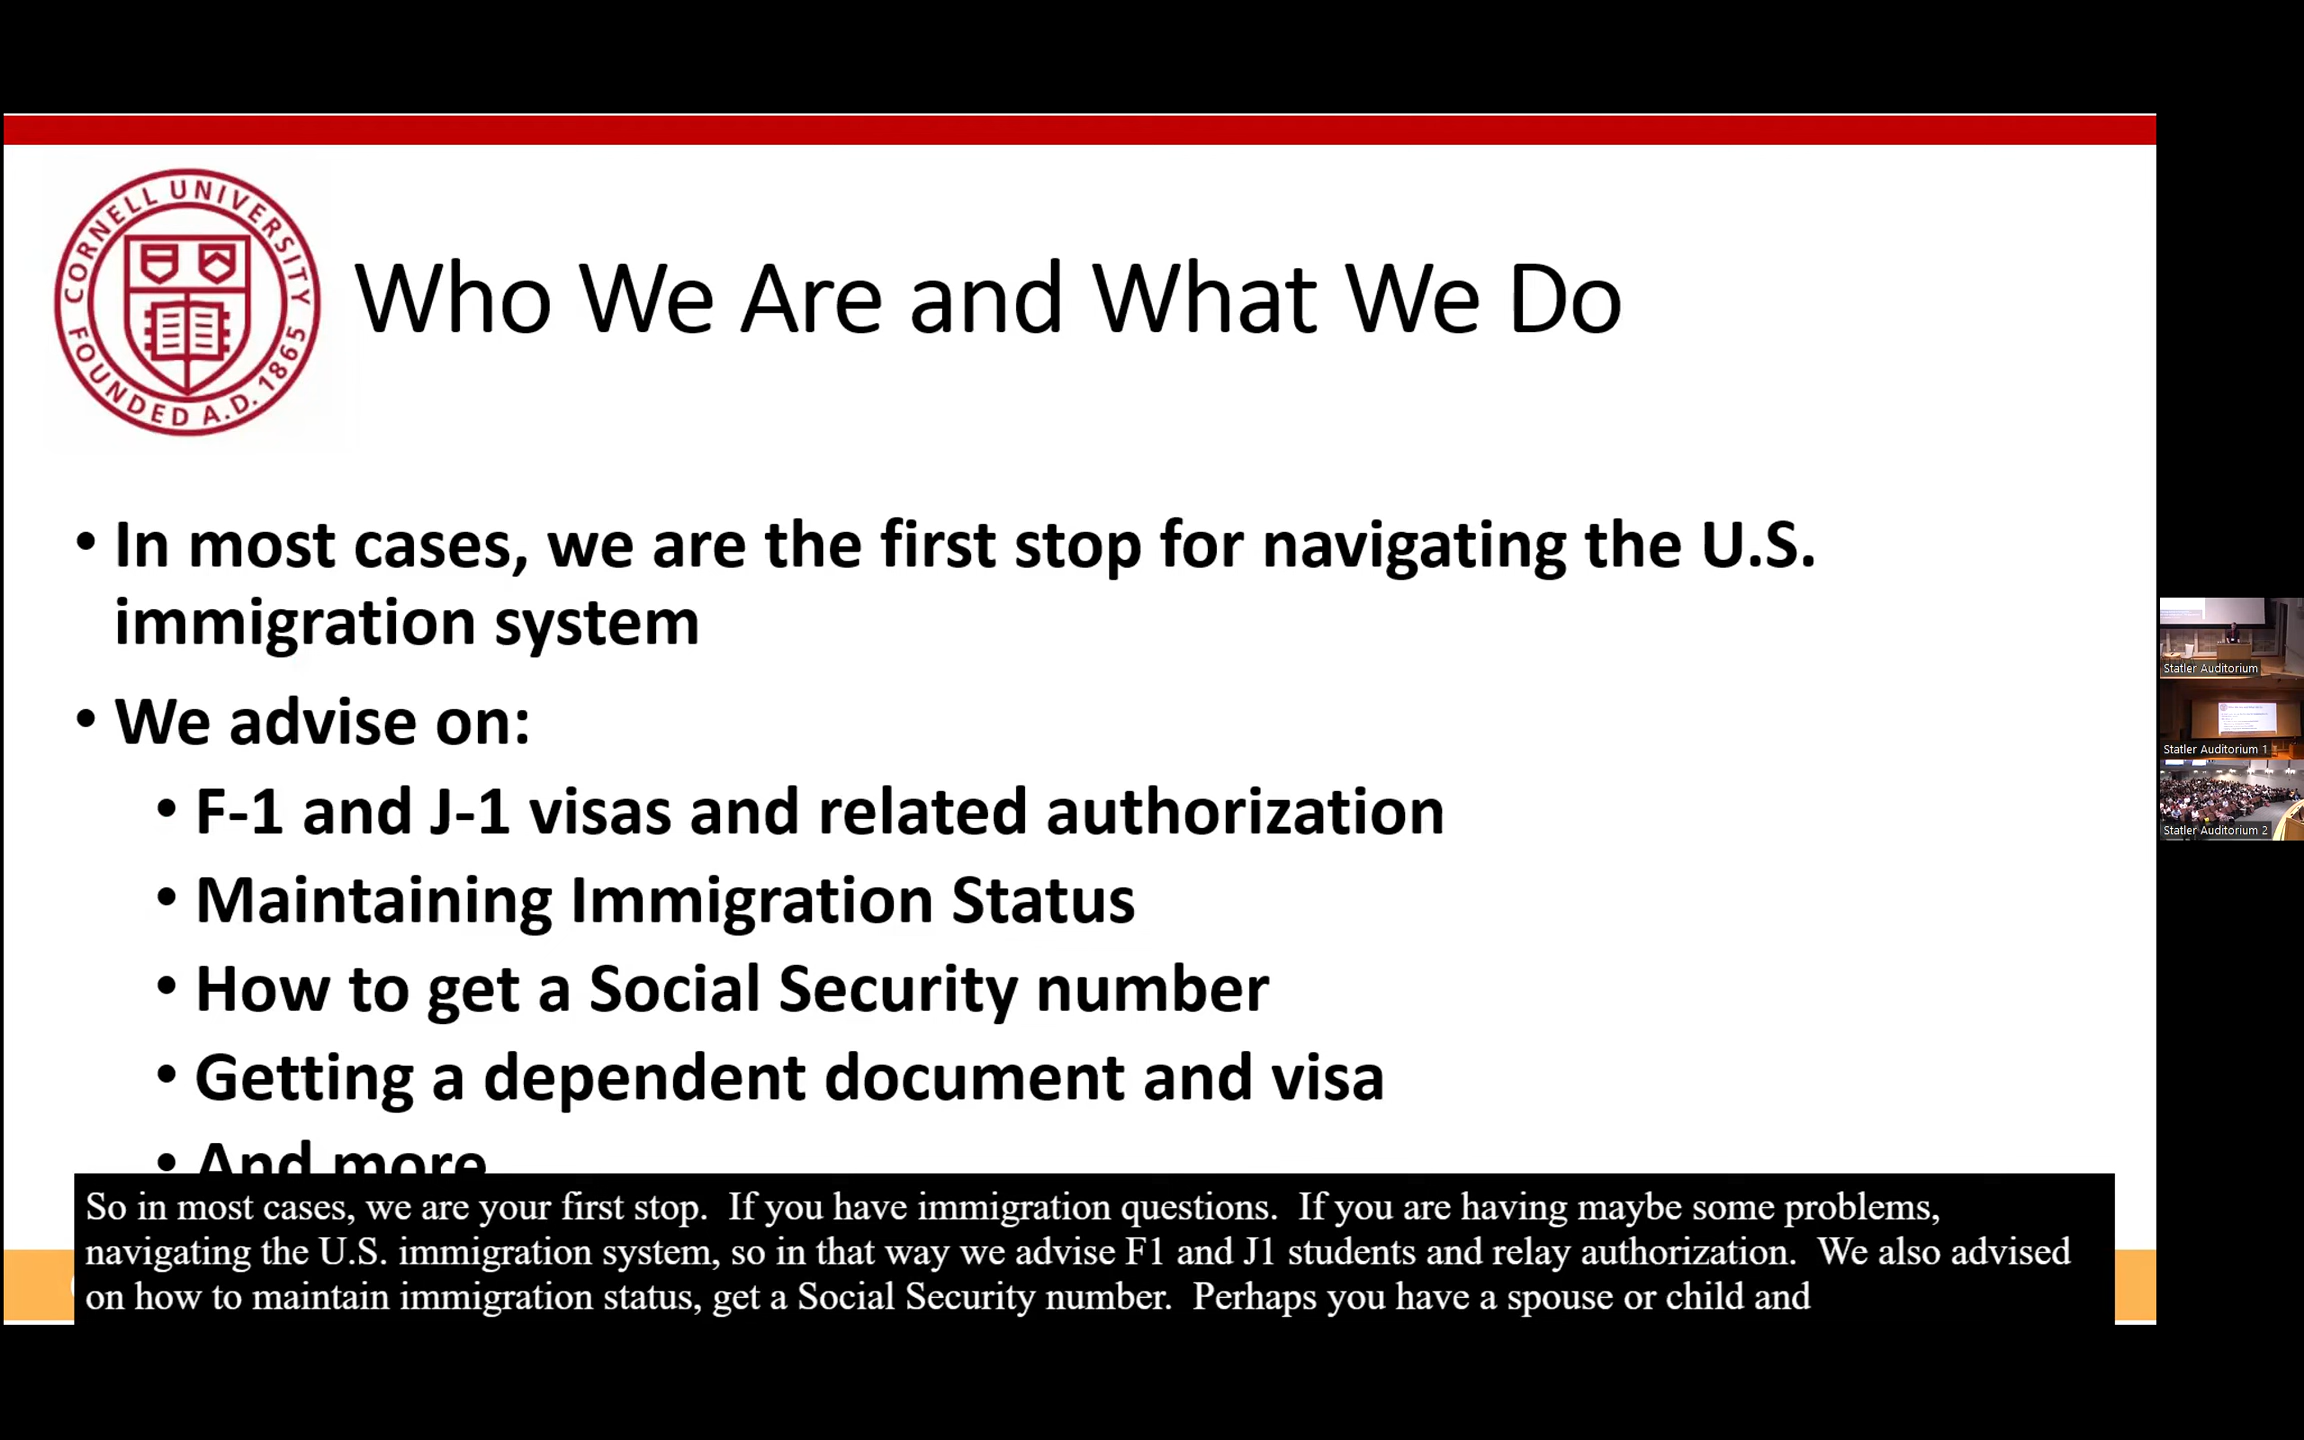 CORNELL UNIVERSITY
FOUNDED A.D. 1865
Who We Are and What We Do
• In most cases, we are the first stop for navigating the U.S.
immigration system
• We advise on:
• F-1 and J-1 visas and related authorization
• Maintaining Immigration Status
• How to get a Social Security number
• Getting a dependent document and visa
• And more
So in most cases, we are your first stop. If you have immigration questions. If you are having maybe some problems,
navigating the U.S. immigration system, so in that way we advise F1 and J1 students and relay authorization. We also advised
on how to maintain immigration status, get a Social Security number. Perhaps you have a spouse or child and
Statler Auditorium
Statler Auditorium 1
Statler Auditorium 2